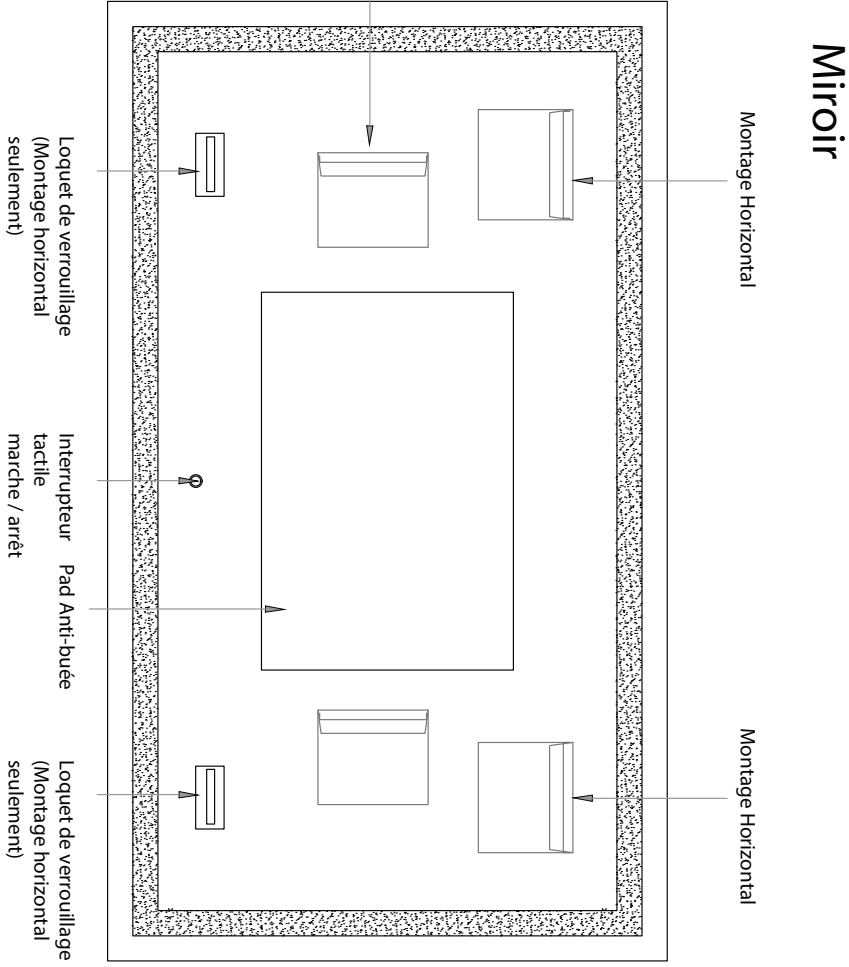 Miroir
Montage Horizontal
Montage Horizontal
Loquet de verrouillage
(Montage horizontal
seulement)
Interrupteur
tactile
marche / arrêt
Pad Anti-buée
Loquet de verrouillage
(Montage horizontal
seulement)